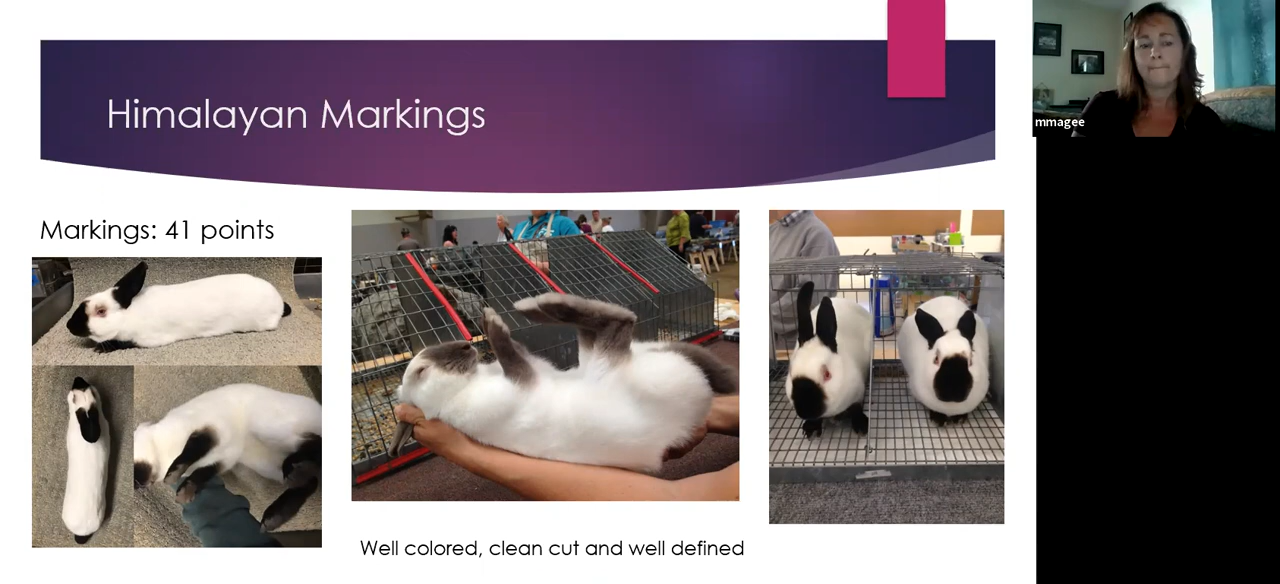 Himalayan Markings
mmagee
Markings: 41 points
Well colored, clean cut and well defined